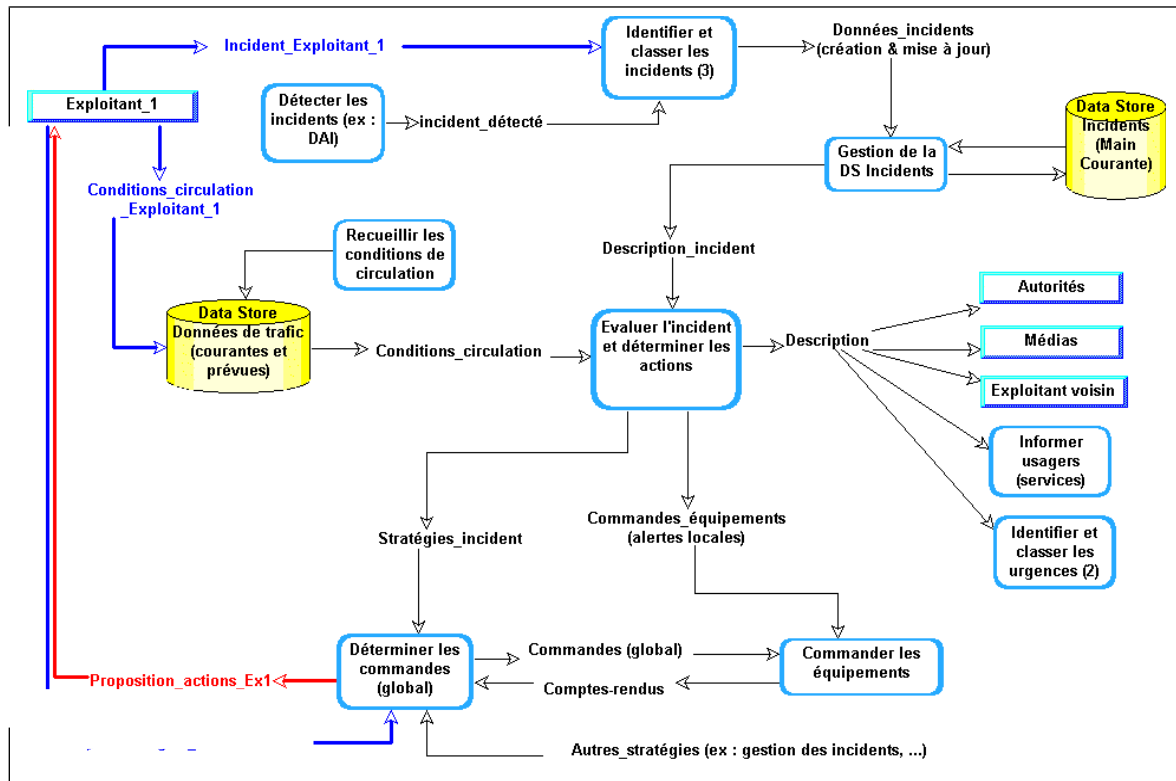 Incident_Exploitant_1
Identifier et
classer les
incidents (3)
Données_incidents
(création & mise à jour)
Exploitant_1
Détecter les
incidents (ex :
DAI)
incident_détecté
Data Store
Incidents
(Main
Courante)
Gestion de la
DS Incidents
Conditions_circulation
_Exploitant_1
Recueillir les
conditions de
circulation
Description_incident
Data Store
Données de trafic
(courantes et
prévues)
Conditions_circulation
Evaluer l'incident
et déterminer les
actions
Description
Autorités
Médias
Exploitant voisin
Informer
usagers
(services)
Identifier et
classer les
urgences (2)
Stratégies_incident
Commandes_équipements
(alertes locales)
Déterminer les
commandes
(global)
Commandes (global)
Comptes-rendus
Commander les
équipements
Proposition_actions_Ex1
Autres_stratégies (ex : gestion des incidents, ...)